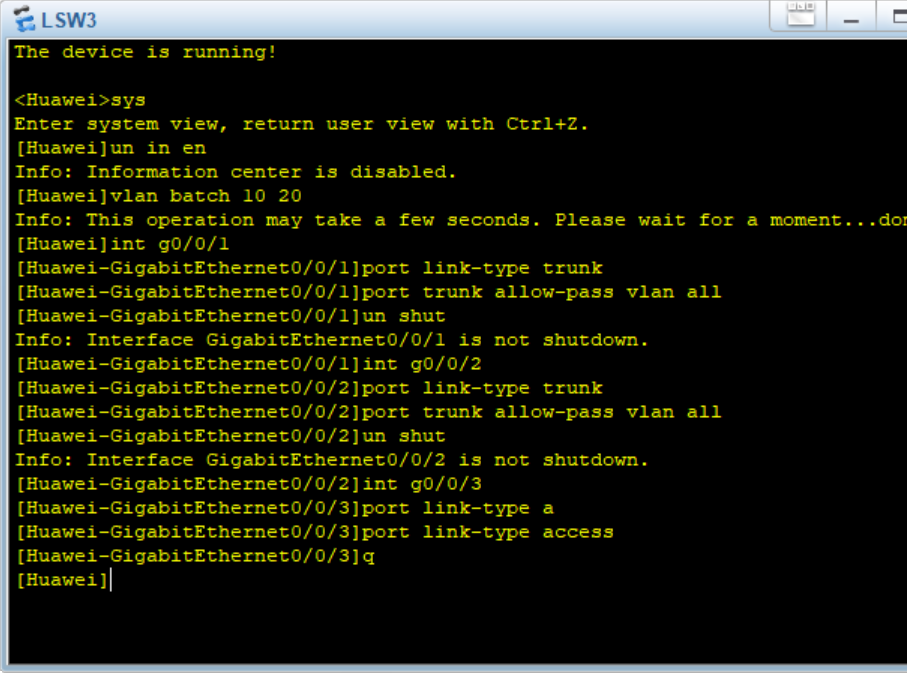 LSW3
The device is running!
<Huawei>sys
Enter system view, return user view with Ctrl+Z.
[Huawei]un in en
Info: Information center is disabled.
[Huawei]vlan batch 10 20
Info: This operation may take a few seconds. Please wait for a moment...don
[Huawei]int g0/0/1
[Huawei-GigabitEthernet0/0/1]port link-type trunk
[Huawei-GigabitEthernet0/0/1]port trunk allow-pass vlan all
[Huawei-GigabitEthernet0/0/1]un shut
Info: Interface GigabitEthernet0/0/1 is not shutdown.
[Huawei-GigabitEthernet0/0/1]int g0/0/2
[Huawei-GigabitEthernet0/0/2]port link-type trunk
[Huawei-GigabitEthernet0/0/2]port trunk allow-pass vlan all
[Huawei-GigabitEthernet0/0/2]un shut
Info: Interface GigabitEthernet0/0/2 is not shutdown.
[Huawei-GigabitEthernet0/0/2]int g0/0/3
[Huawei-GigabitEthernet0/0/3]port link-type a
[Huawei-GigabitEthernet0/0/3]port link-type access
[Huawei-GigabitEthernet0/0/3]q
[Huawei]